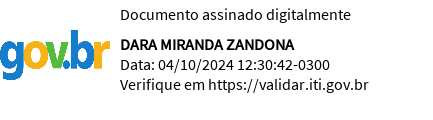 Documento assinado digitalmente
gov.br
DARA MIRANDA ZANDONA
Data: 04/10/2024 12:30:42-0300
Verifique em https://validar.iti.gov.br